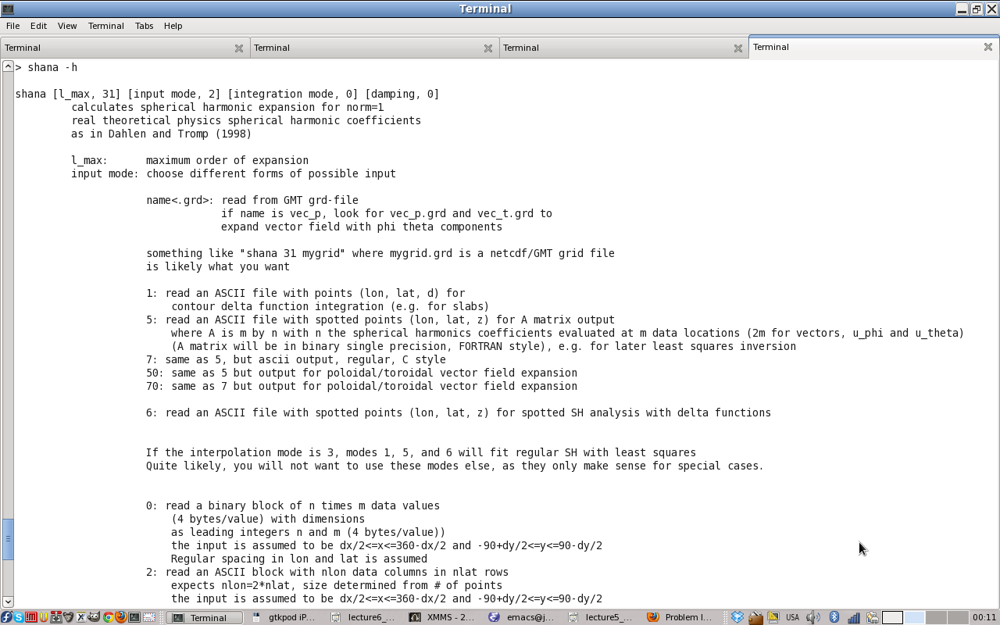 Terminal
File Edit View Terminal Tabs Help
Terminal Terminal Terminal Terminal
> shana -h
shana [l_max, 31] [input mode, 2] [integration mode, 0] [damping, 0]
calculates spherical harmonic expansion for norm=1
real theoretical physics spherical harmonic coefficients
as in Dahlen and Tromp (1998)
l_max: maximum order of expansion
input mode: choose different forms of possible input
name<.grd>: read from GMT grd-file
if name is vec_p, look for vec_p.grd and vec_t.grd to
expand vector field with phi theta components
something like "shana 31 mygrid" where mygrid.grd is a netcdf/GMT grid file
is likely what you want
1: read an ASCII file with points (lon, lat, d) for
contour delta function integration (e.g. for slabs)
5: read an ASCII file with spotted points (lon, lat, z) for A matrix output
where A is m by n with n the spherical harmonics coefficients evaluated at m data locations (2m for vectors, u_phi and u_theta)
(A matrix will be in binary single precision, FORTRAN style), e.g. for later least squares inversion
7: same as 5, but ascii output, regular, C style
50: same as 5 but output for poloidal/toroidal vector field expansion
70: same as 7 but output for poloidal/toroidal vector field expansion
6: read an ASCII file with spotted points (lon, lat, z) for spotted SH analysis with delta functions
If the interpolation mode is 3, modes 1, 5, and 6 will fit regular SH with least squares
Quite likely, you will not want to use these modes else, as they only make sense for special cases.
0: read a binary block of n times m data values
(4 bytes/value) with dimensions
as leading integers n and m (4 bytes/value))
the input is assumed to be dx/2<=x<=360-dx/2 and -90+dy/2<=y<=90-dy/2
Regular spacing in lon and lat is assumed
2: read an ASCII block with nlon data columns in nlat rows
expects nlon=2*nlat, size determined from # of points
the input is assumed to be dx/2<=x<=360-dx/2 and -90+dy/2<=y<=90-dy/2
Terminal gtkpod iP... lecture6_... XMMS - 2... emacs@j... lecture5_... Problem l... USA 00:11